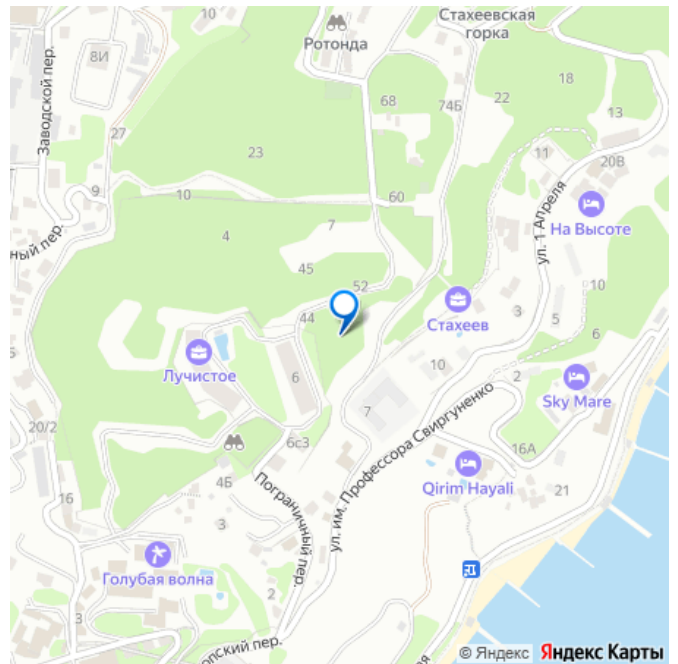 10
Ротонда
Стахеевская
горка
8И
Заводской пер.
68
74Б
22
18
13
27
23
11
20В
9
10
60
ул. 1 Апреля
На Высоте
ный пер.
4
7
45
52
10
44
Стахеев
3
5
6
Лучистое
6
10
2
Sky Mare
7
20/2
6с3
ул. им. Профессора Свиргуненко
16А
16
4Б
Пограничный пер.
Qirim Hayali
21
3
Голубая волна
2
3
опский пер.
ая
© Яндекс Яндекс Карты